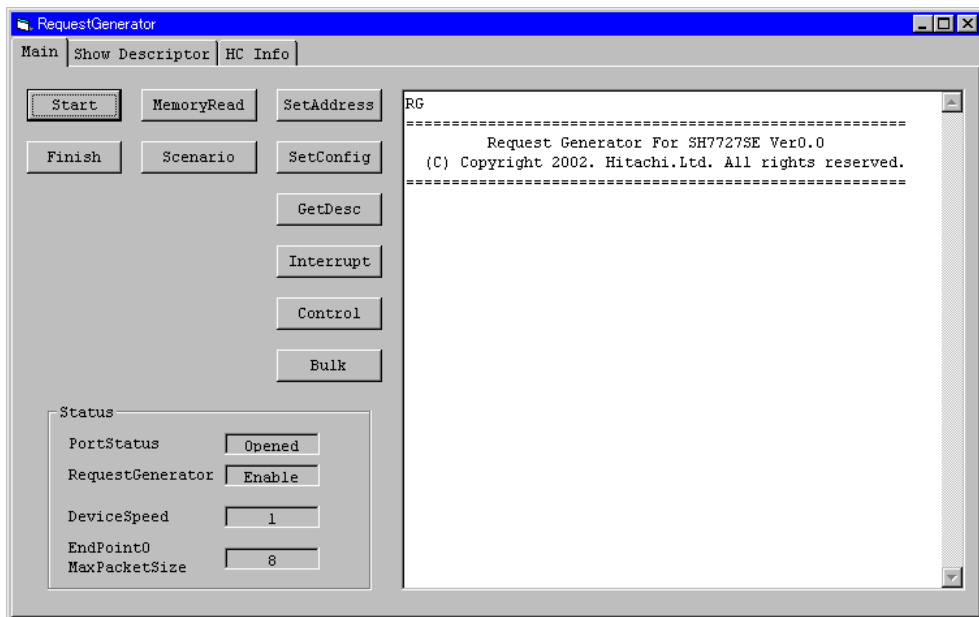 RequestGenerator
Main Show Descriptor HC Info
Start MemoryRead SetAddress
Finish Scenario SetConfig
GetDesc
Interrupt
Control
Bulk
RG
=======================================================
Request Generator For SH7727SE Ver0.0
(C) Copyright 2002. Hitachi.Ltd. All rights reserved.
=======================================================
Status
PortStatus Opened
RequestGenerator Enable
DeviceSpeed 1
EndPoint0
MaxPacketSize 8